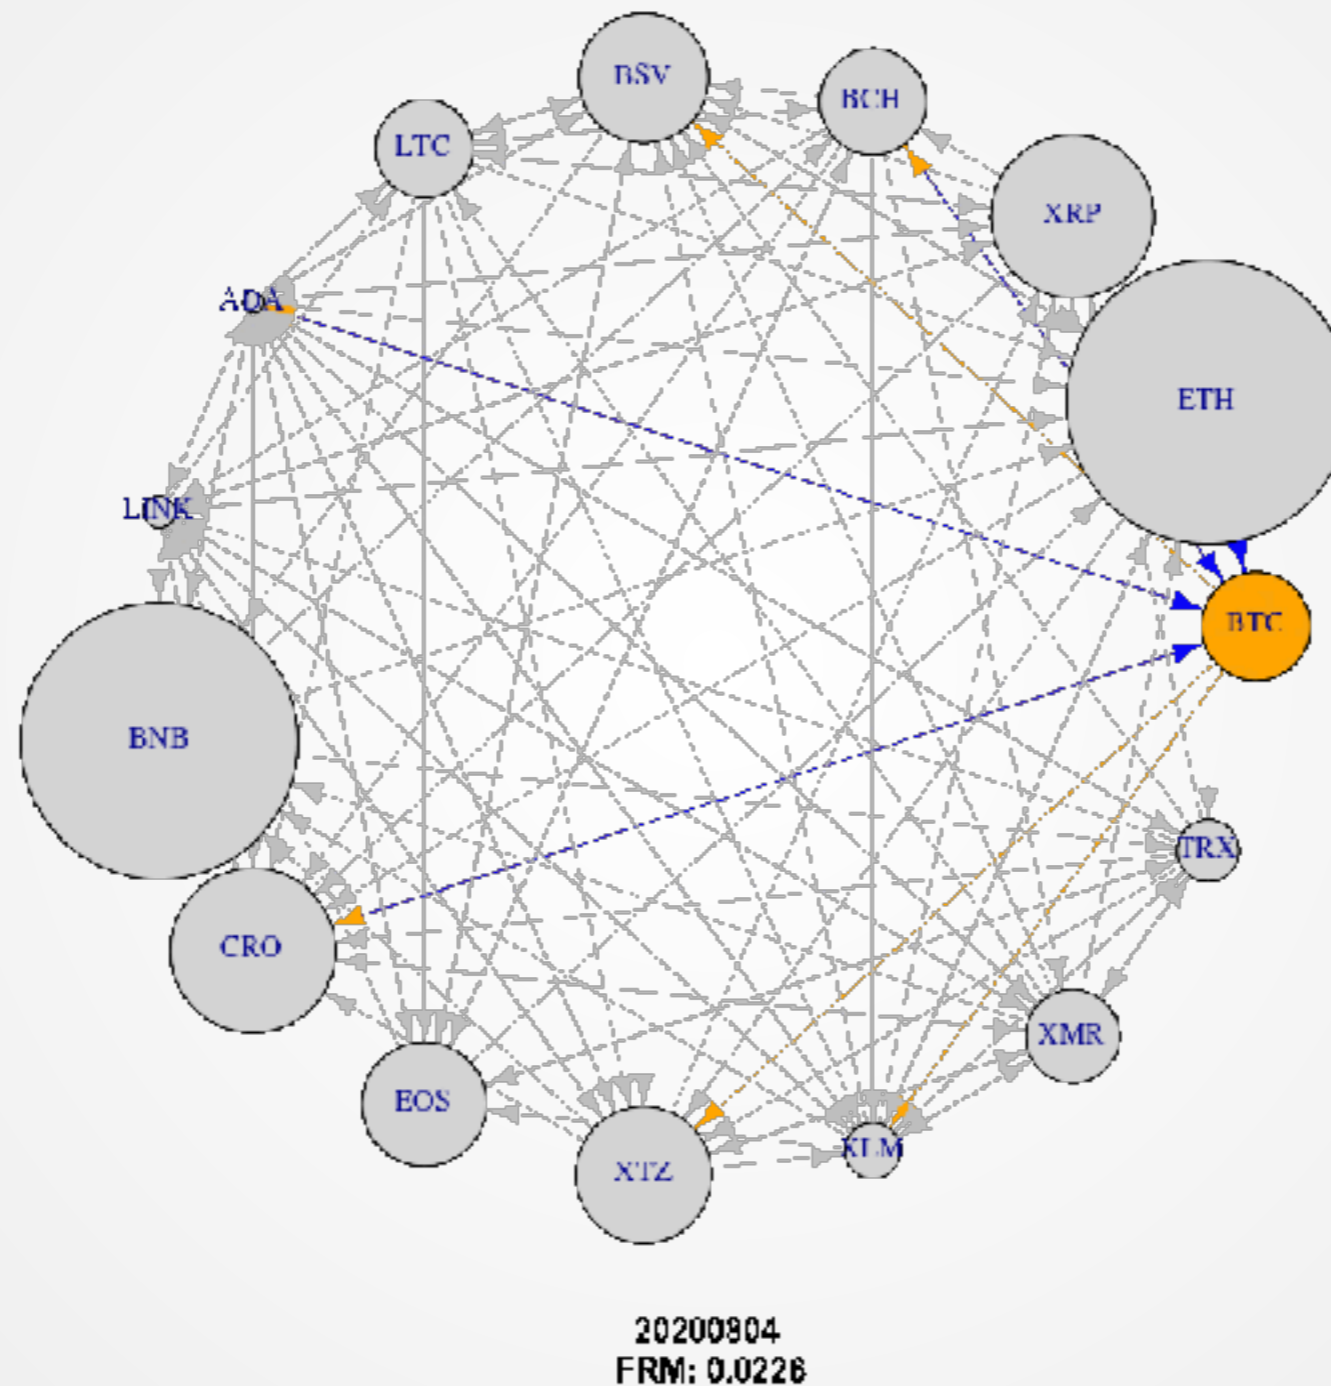 BSV
BCH
LTC
XRP
ADA
ETH
LINK
BTC
BNB
TRX
CRO
XMR
EOS
XLM
XTZ
20200804
FRM: 0.0226